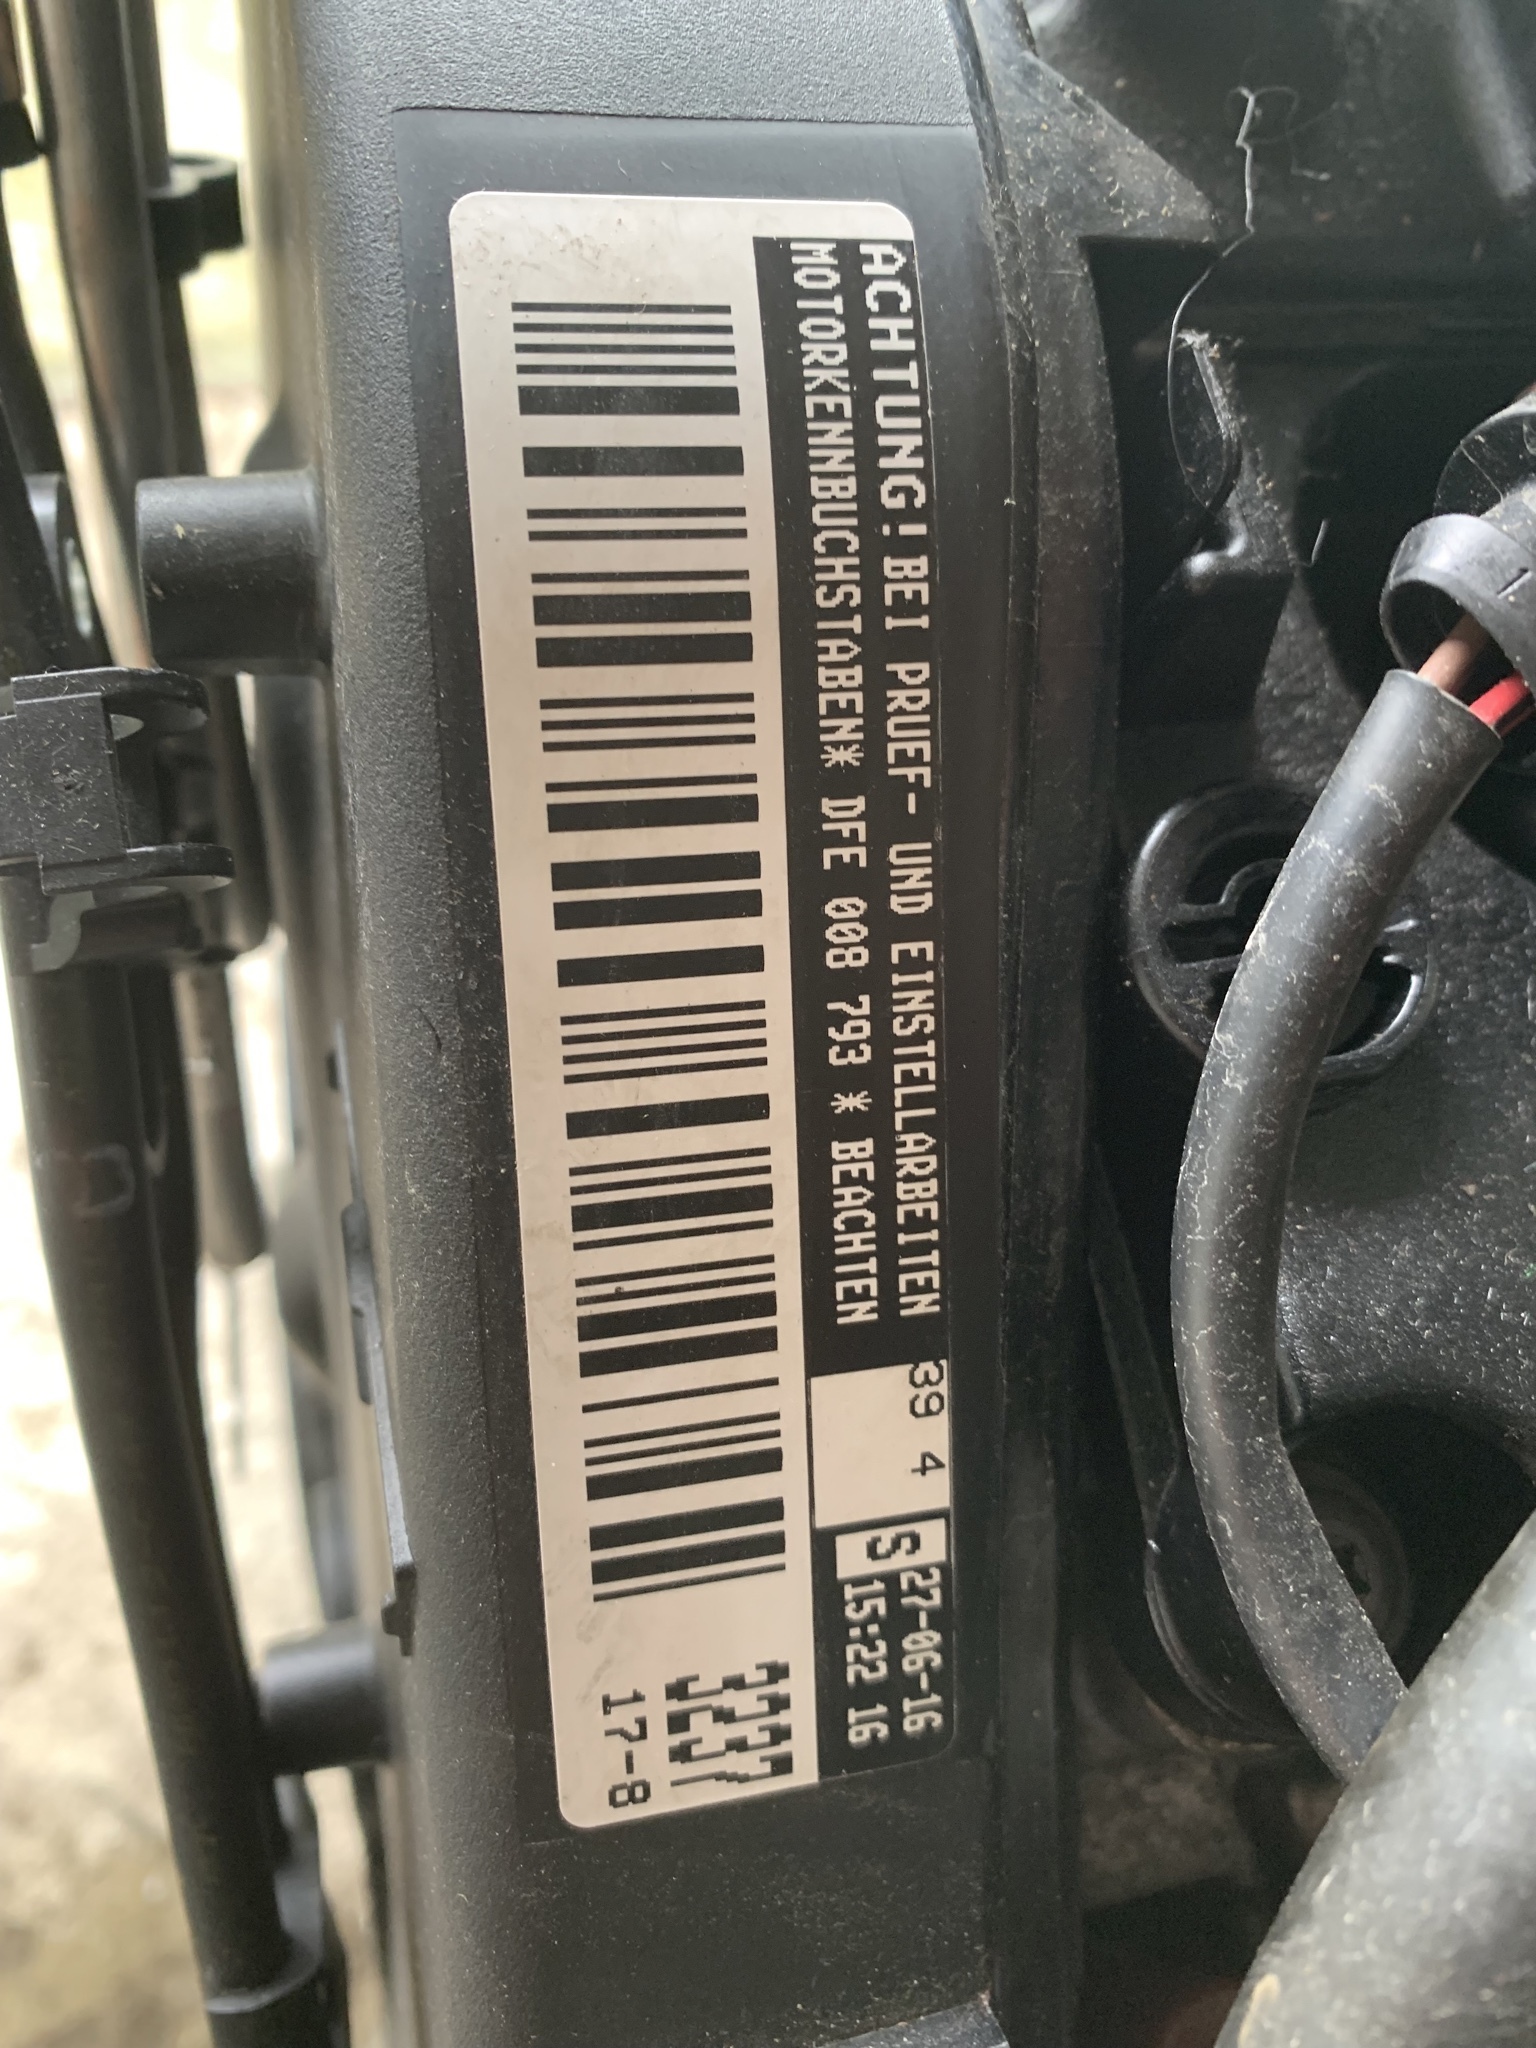 ACHTUNG! BEI PRUEF- UND EINSTELLARBEITEN
MOTORKENNBUCHSTABEN* DFE 008 793 * BEACHTEN
39 4
S
27-06-16
15:22 16
17-8